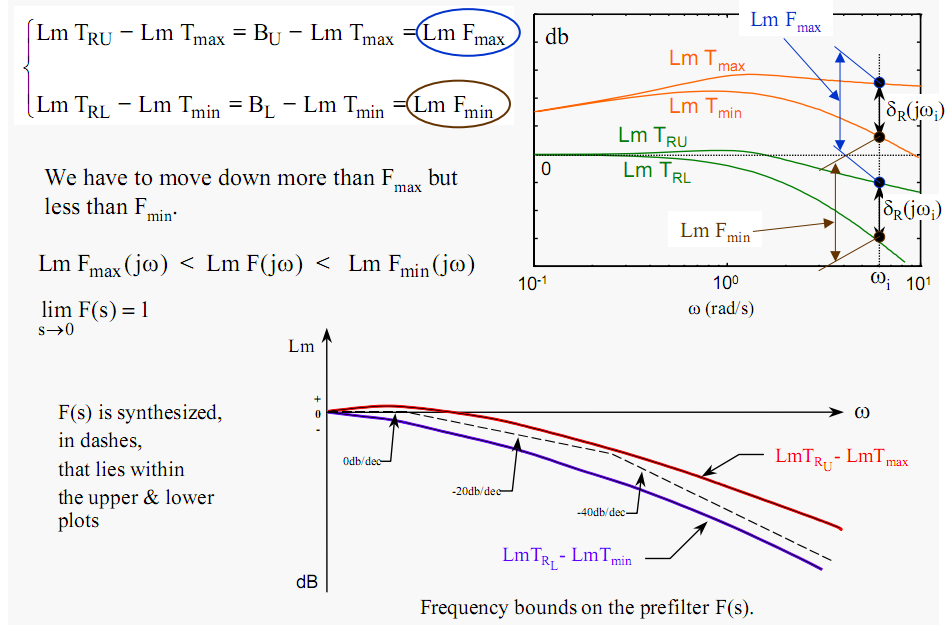 Lm T_RU − Lm T_max = B_U − Lm T_max = Lm F_max
Lm T_RL − Lm T_min = B_L − Lm T_min = Lm F_min
We have to move down more than F_max but
less than F_min.
Lm F_max(jω) < Lm F(jω) < Lm F_min(jω)
lim F(s) = 1
s→0
db
Lm F_max
Lm T_max
Lm T_min
δ_R(jω_i)
Lm T_RU
0
Lm T_RL
δ_R(jω_i)
Lm F_min
10^-1
10^0
ω_i
10^1
ω (rad/s)
Lm
+
0
-
ω
F(s) is synthesized,
in dashes,
that lies within
the upper & lower
plots
0db/dec
-20db/dec
-40db/dec
LmT_R_U - LmT_max
LmT_R_L - LmT_min
dB
Frequency bounds on the prefilter F(s).